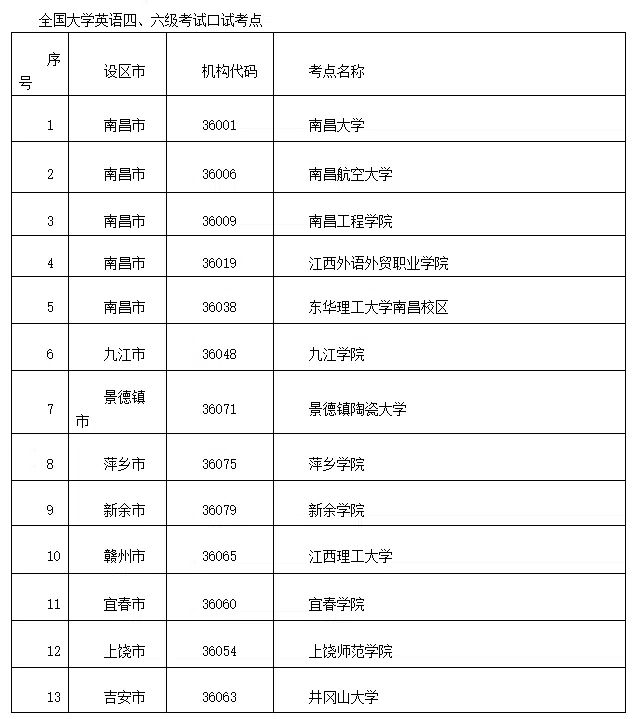 全国大学英语四、六级考试口试考点
序号 设区市 机构代码 考点名称
1 南昌市 36001 南昌大学
2 南昌市 36006 南昌航空大学
3 南昌市 36009 南昌工程学院
4 南昌市 36019 江西外语外贸职业学院
5 南昌市 36038 东华理工大学南昌校区
6 九江市 36048 九江学院
7 景德镇市 36071 景德镇陶瓷大学
8 萍乡市 36075 萍乡学院
9 新余市 36079 新余学院
10 赣州市 36065 江西理工大学
11 宜春市 36060 宜春学院
12 上饶市 36054 上饶师范学院
13 吉安市 36063 井冈山大学